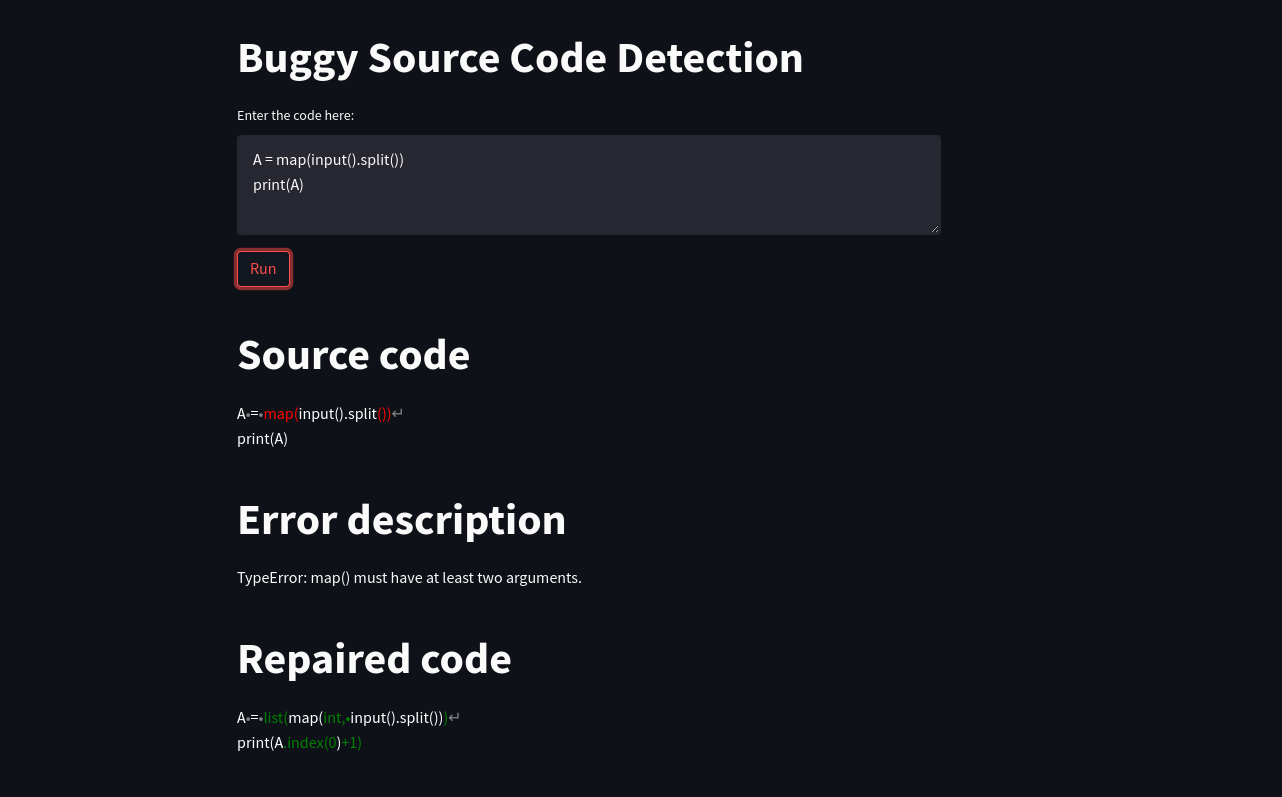 Buggy Source Code Detection
Enter the code here:
A = map(input().split())
print(A)
Run
Source code
A•=•map(input().split())↵
print(A)
Error description
TypeError: map() must have at least two arguments.
Repaired code
A•=•list(map(int,•input().split()))↵
print(A.index(0)+1)